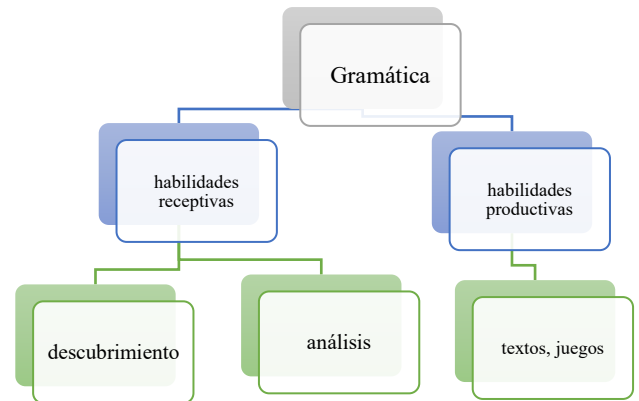 Gramática
habilidades
receptivas
habilidades
productivas
descubrimiento
análisis
textos, juegos